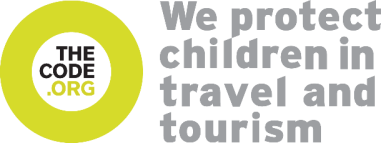 THE
CODE
.ORG
We protect
children in
travel and
tourism